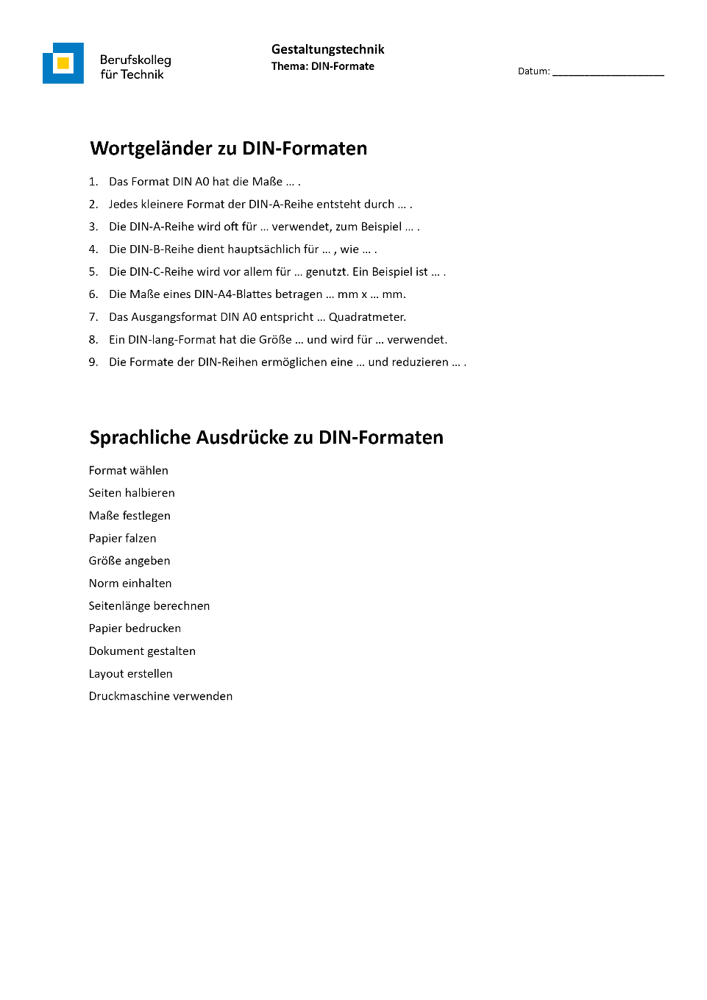 Berufskolleg
für Technik
Gestaltungstechnik
Thema: DIN-Formate
Datum: ______________________
Wortgeländer zu DIN-Formaten
1. Das Format DIN A0 hat die Maße … .
2. Jedes kleinere Format der DIN-A-Reihe entsteht durch … .
3. Die DIN-A-Reihe wird oft für … verwendet, zum Beispiel … .
4. Die DIN-B-Reihe dient hauptsächlich für … , wie … .
5. Die DIN-C-Reihe wird vor allem für … genutzt. Ein Beispiel ist … .
6. Die Maße eines DIN-A4-Blattes betragen … mm x … mm.
7. Das Ausgangsformat DIN A0 entspricht … Quadratmeter.
8. Ein DIN-lang-Format hat die Größe … und wird für … verwendet.
9. Die Formate der DIN-Reihen ermöglichen eine … und reduzieren … .
Sprachliche Ausdrücke zu DIN-Formaten
Format wählen
Seiten halbieren
Maße festlegen
Papier falzen
Größe angeben
Norm einhalten
Seitenlänge berechnen
Papier bedrucken
Dokument gestalten
Layout erstellen
Druckmaschine verwenden